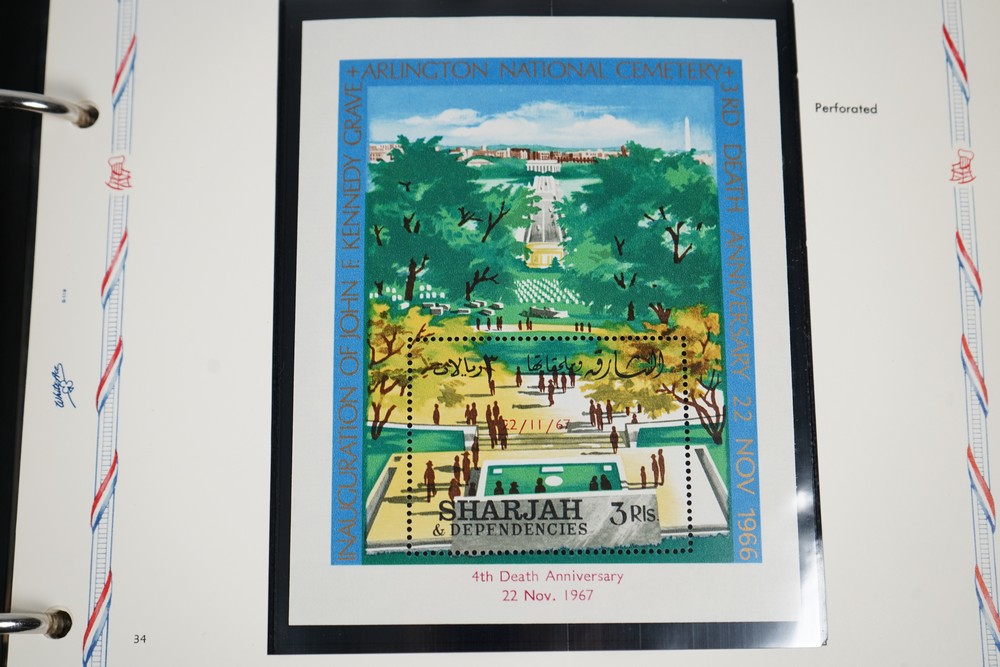 +ARLINGTON NATIONAL CEMETERY+
INAUGURATION OF JOHN F. KENNEDY GRAVE
3RD DEATH ANNIVERSARY 22 NOV 1966
Perforated
٣ ريالات
الشارقة وملحقاتها
22/11/67
SHARJAH
& DEPENDENCIES
3 Rls.
4th Death Anniversary
22 Nov. 1967
34